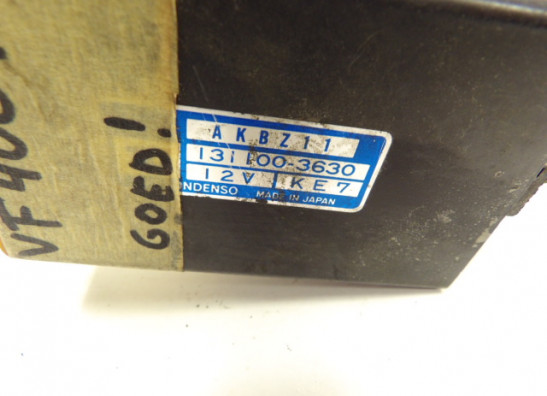 VF400
GOED!
AKBZ11
131100-3630
12V KE7
NDENSO MADE IN JAPAN